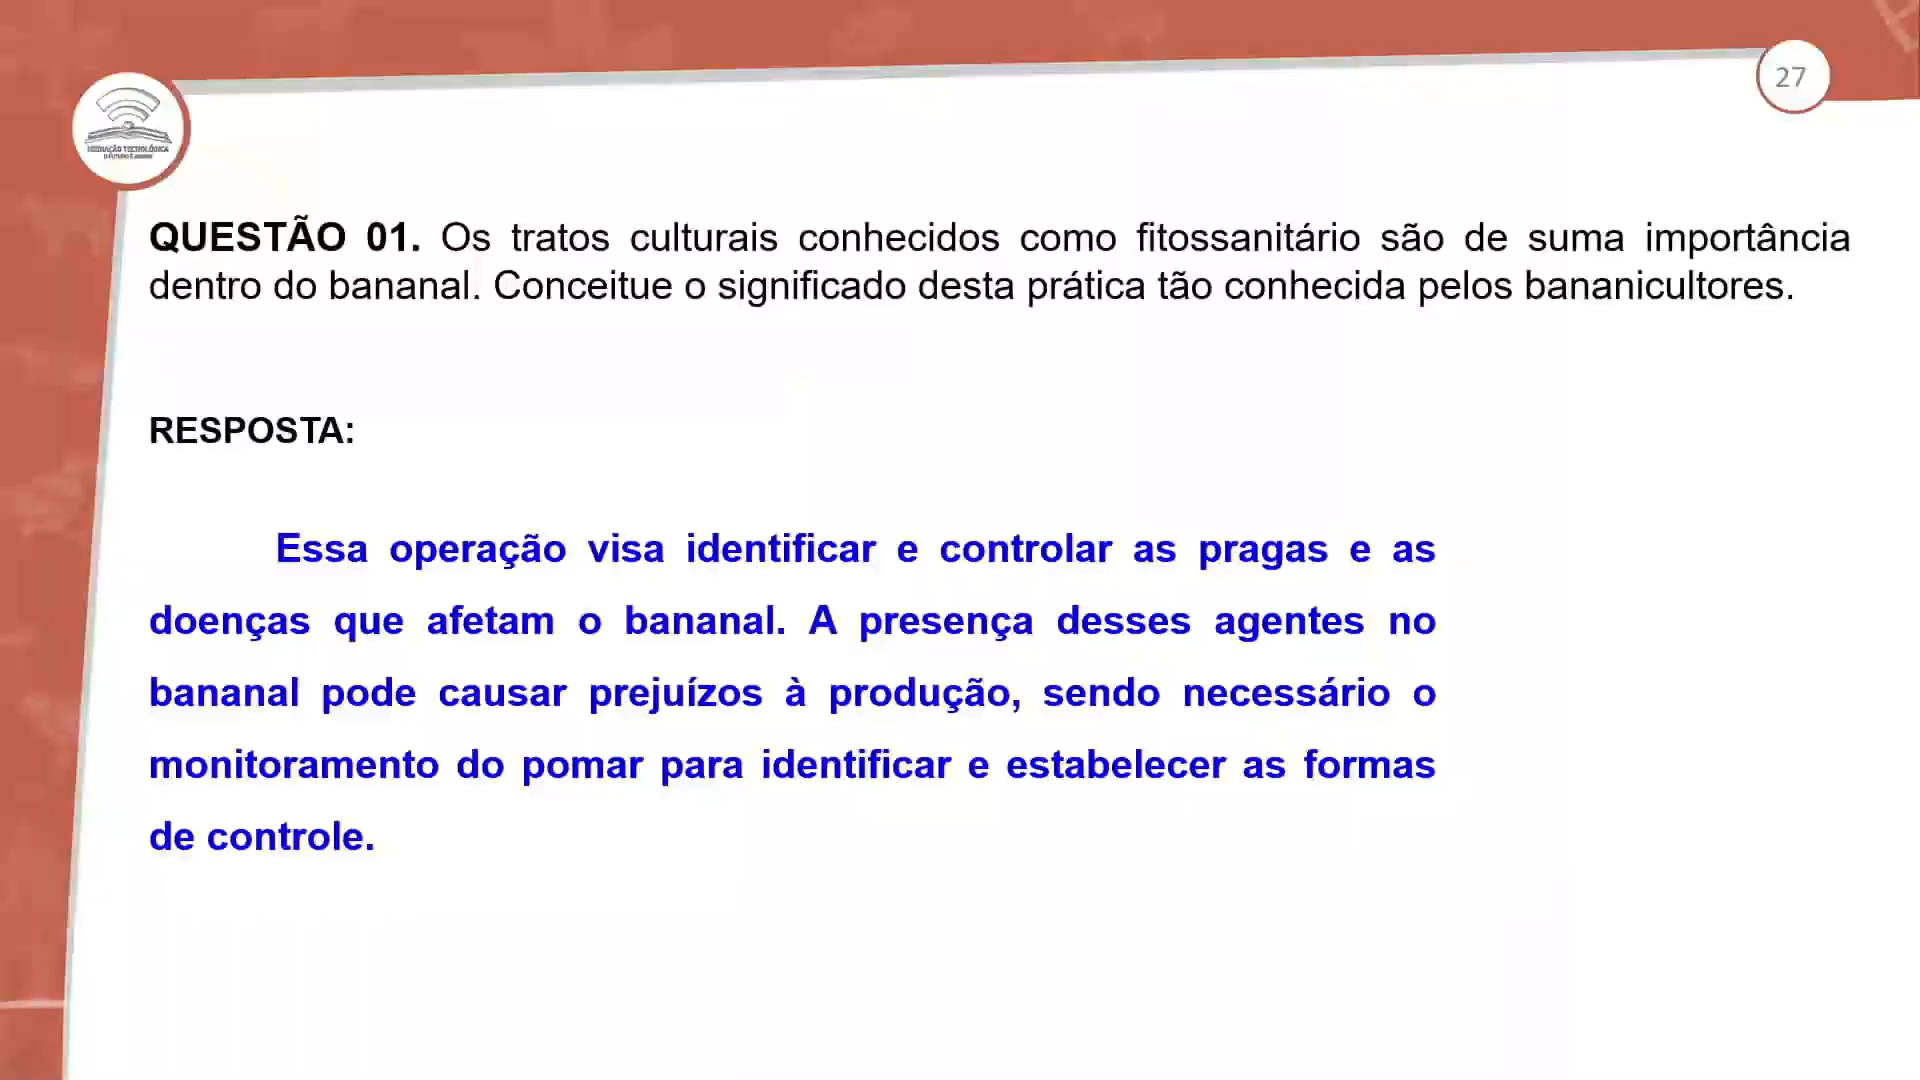 27
MEDIAÇÃO TECNOLÓGICA
QUESTÃO 01. Os tratos culturais conhecidos como fitossanitário são de suma importância
dentro do bananal. Conceitue o significado desta prática tão conhecida pelos bananicultores.
RESPOSTA:
Essa operação visa identificar e controlar as pragas e as
doenças que afetam o bananal. A presença desses agentes no
bananal pode causar prejuízos à produção, sendo necessário o
monitoramento do pomar para identificar e estabelecer as formas
de controle.